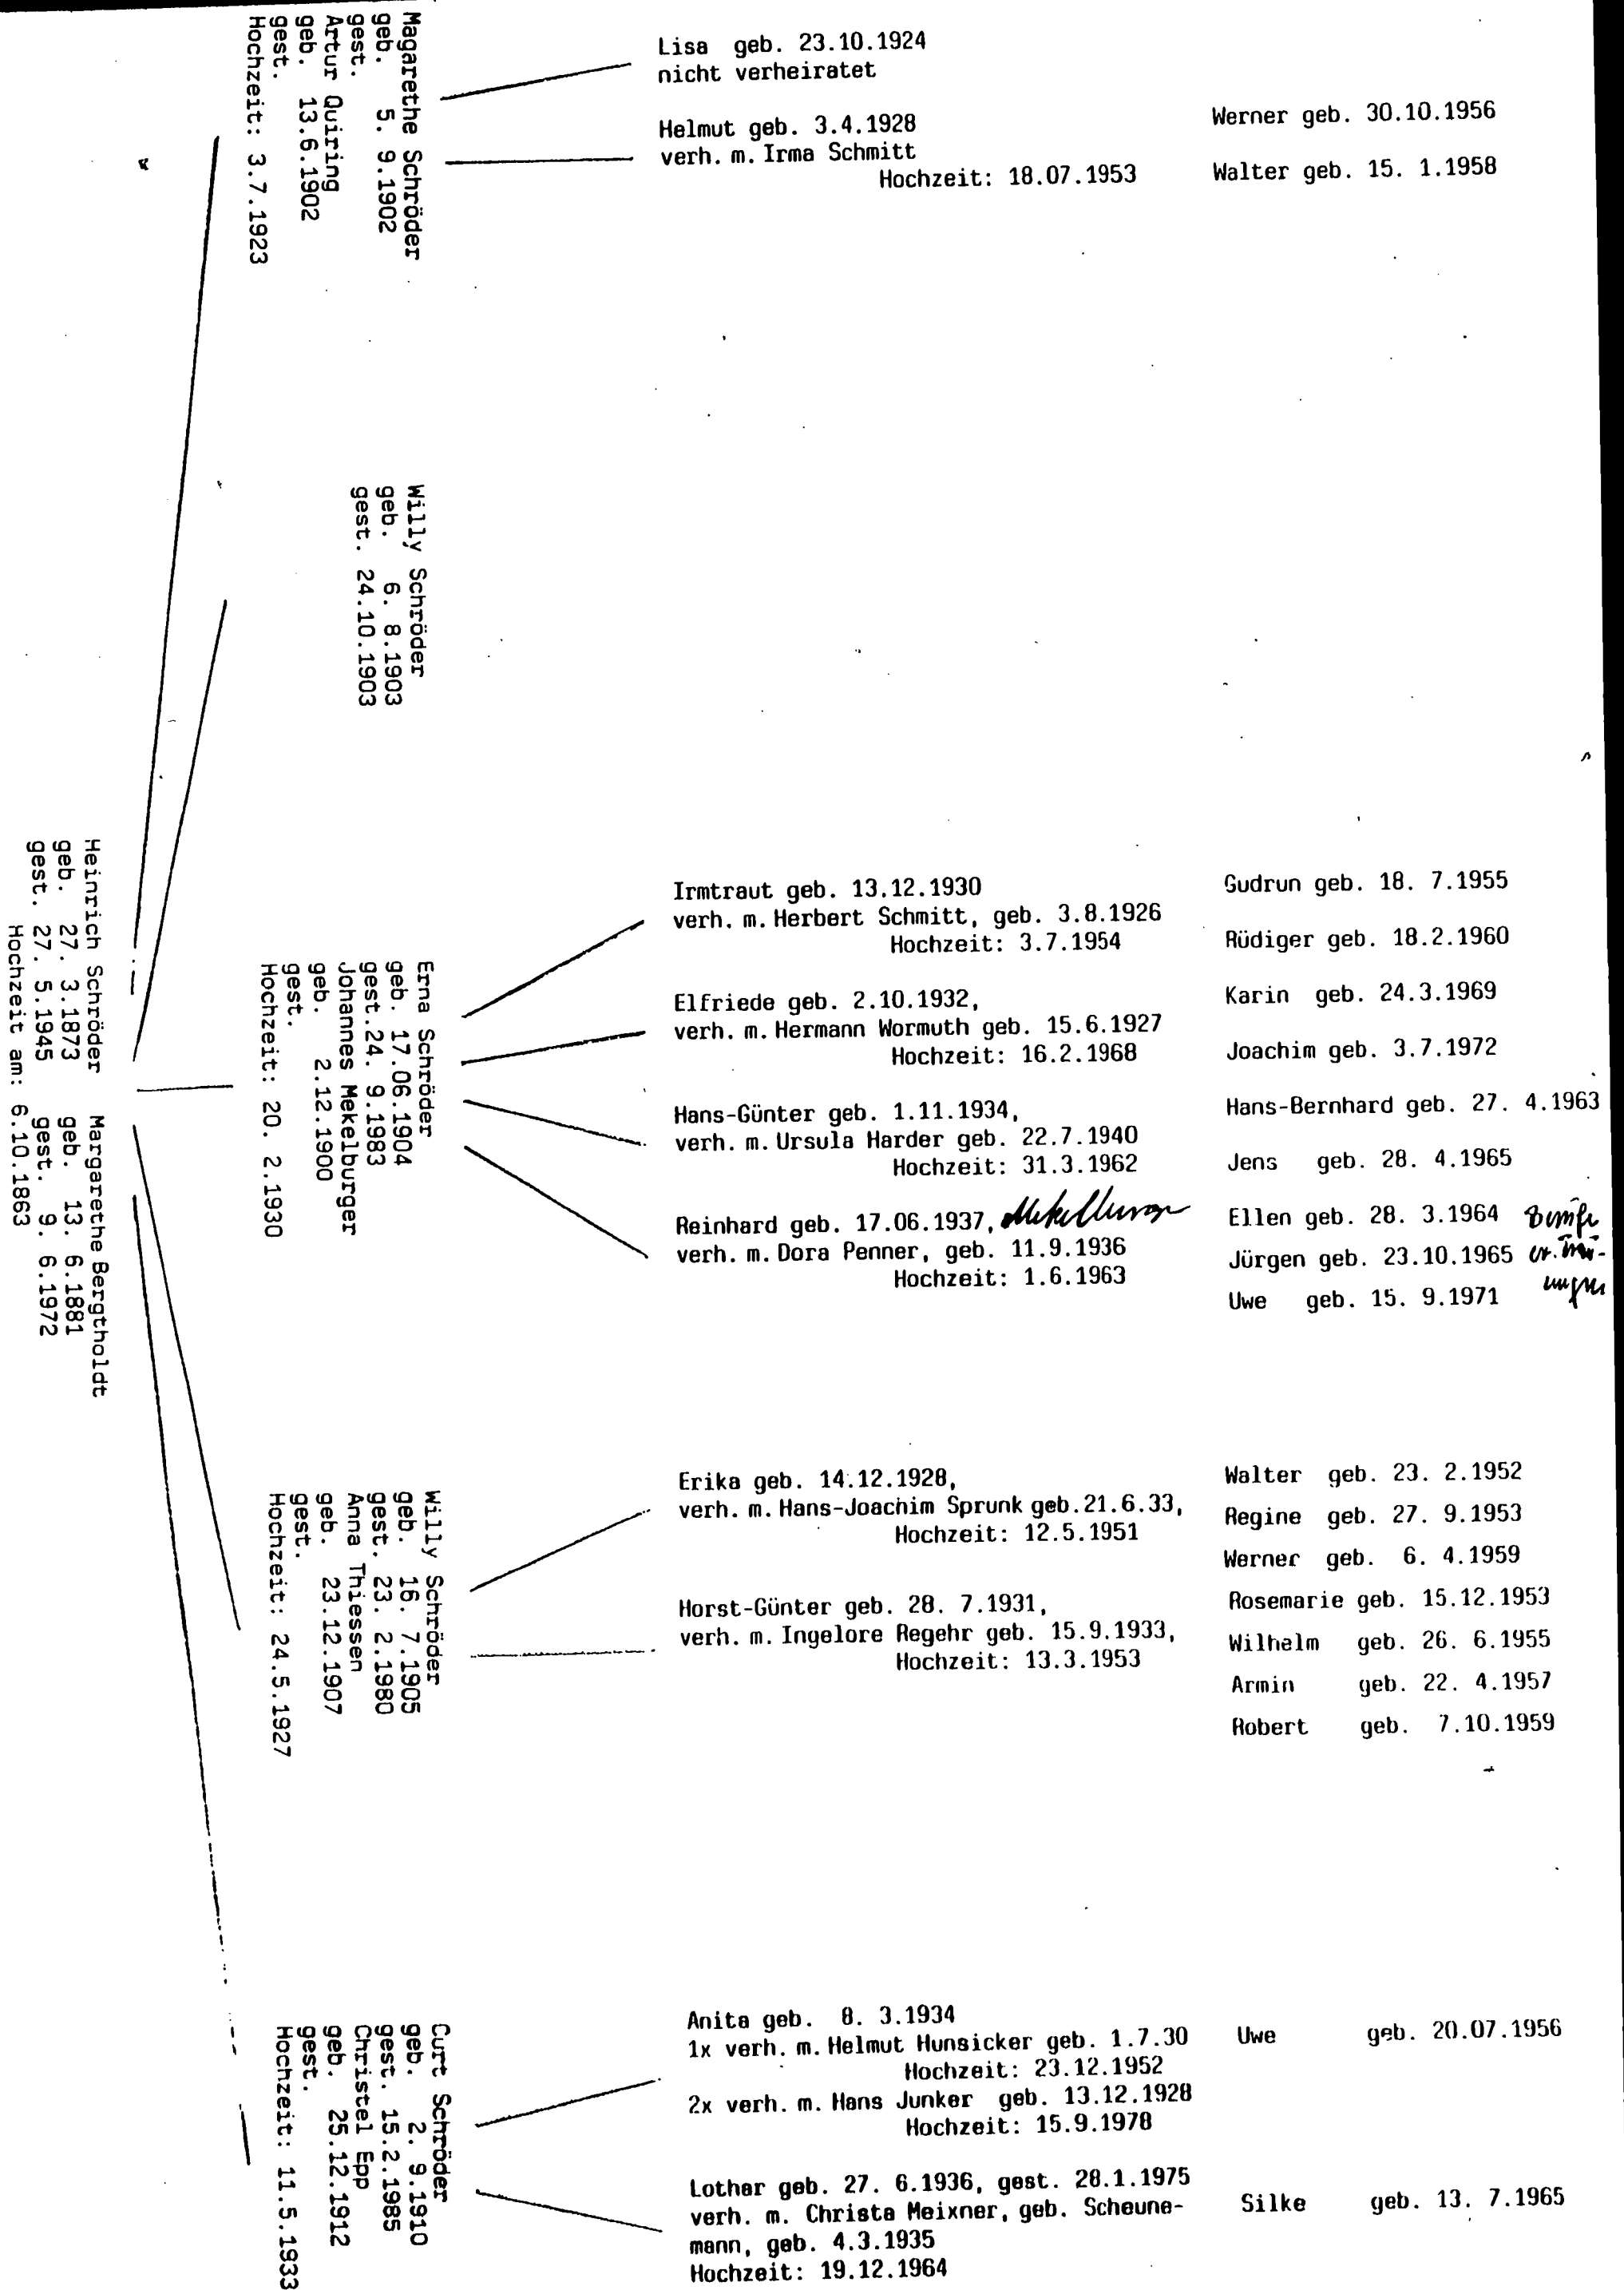 Heinrich Schröder
geb. 27. 3.1873
gest. 27. 5.1945
Margarethe Bergtholdt
geb. 13. 6.1881
gest. 9. 6.1972
Hochzeit am: 6.10.1863
Magarethe Schröder
geb. 5. 9.1902
gest.
Artur Quiring
geb. 13.6.1902
gest.
Hochzeit: 3.7.1923
Lisa geb. 23.10.1924
nicht verheiratet
Helmut geb. 3.4.1928
verh. m. Irma Schmitt
Hochzeit: 18.07.1953
Werner geb. 30.10.1956
Walter geb. 15. 1.1958
Willy Schröder
geb. 6. 8.1903
gest. 24.10.1903
Erna Schröder
geb. 17.06.1904
gest.24. 9.1983
Johannes Mekelburger
geb. 2.12.1900
gest.
Hochzeit: 20. 2.1930
Irmtraut geb. 13.12.1930
verh. m. Herbert Schmitt, geb. 3.8.1926
Hochzeit: 3.7.1954
Elfriede geb. 2.10.1932,
verh. m. Hermann Wormuth geb. 15.6.1927
Hochzeit: 16.2.1968
Hans-Günter geb. 1.11.1934,
verh. m. Ursula Harder geb. 22.7.1940
Hochzeit: 31.3.1962
Reinhard geb. 17.06.1937,
verh. m. Dora Penner, geb. 11.9.1936
Hochzeit: 1.6.1963
Gudrun geb. 18. 7.1955
Rüdiger geb. 18.2.1960
Karin geb. 24.3.1969
Joachim geb. 3.7.1972
Hans-Bernhard geb. 27. 4.1963
Jens geb. 28. 4.1965
Ellen geb. 28. 3.1964
Jürgen geb. 23.10.1965
Uwe geb. 15. 9.1971
Willy Schröder
geb. 16. 7.1905
gest. 23. 2.1980
Anna Thiessen
geb. 23.12.1907
gest.
Hochzeit: 24.5.1927
Erika geb. 14.12.1928,
verh. m. Hans-Joachim Sprunk geb.21.6.33,
Hochzeit: 12.5.1951
Horst-Günter geb. 28. 7.1931,
verh. m. Ingelore Regehr geb. 15.9.1933,
Hochzeit: 13.3.1953
Walter geb. 23. 2.1952
Regine geb. 27. 9.1953
Werner geb. 6. 4.1959
Rosemarie geb. 15.12.1953
Wilhelm geb. 26. 6.1955
Armin geb. 22. 4.1957
Robert geb. 7.10.1959
Curt Schröder
geb. 2. 9.1910
gest. 15.2.1985
Christel Epp
geb. 25.12.1912
gest.
Hochzeit: 11.5.1933
Anita geb. 8. 3.1934
1x verh. m. Helmut Hunsicker geb. 1.7.30
Hochzeit: 23.12.1952
2x verh. m. Hans Junker geb. 13.12.1928
Hochzeit: 15.9.1978
Lothar geb. 27. 6.1936, gest. 28.1.1975
verh. m. Christa Meixner, geb. Scheune-
mann, geb. 4.3.1935
Hochzeit: 19.12.1964
Uwe geb. 20.07.1956
Silke geb. 13. 7.1965